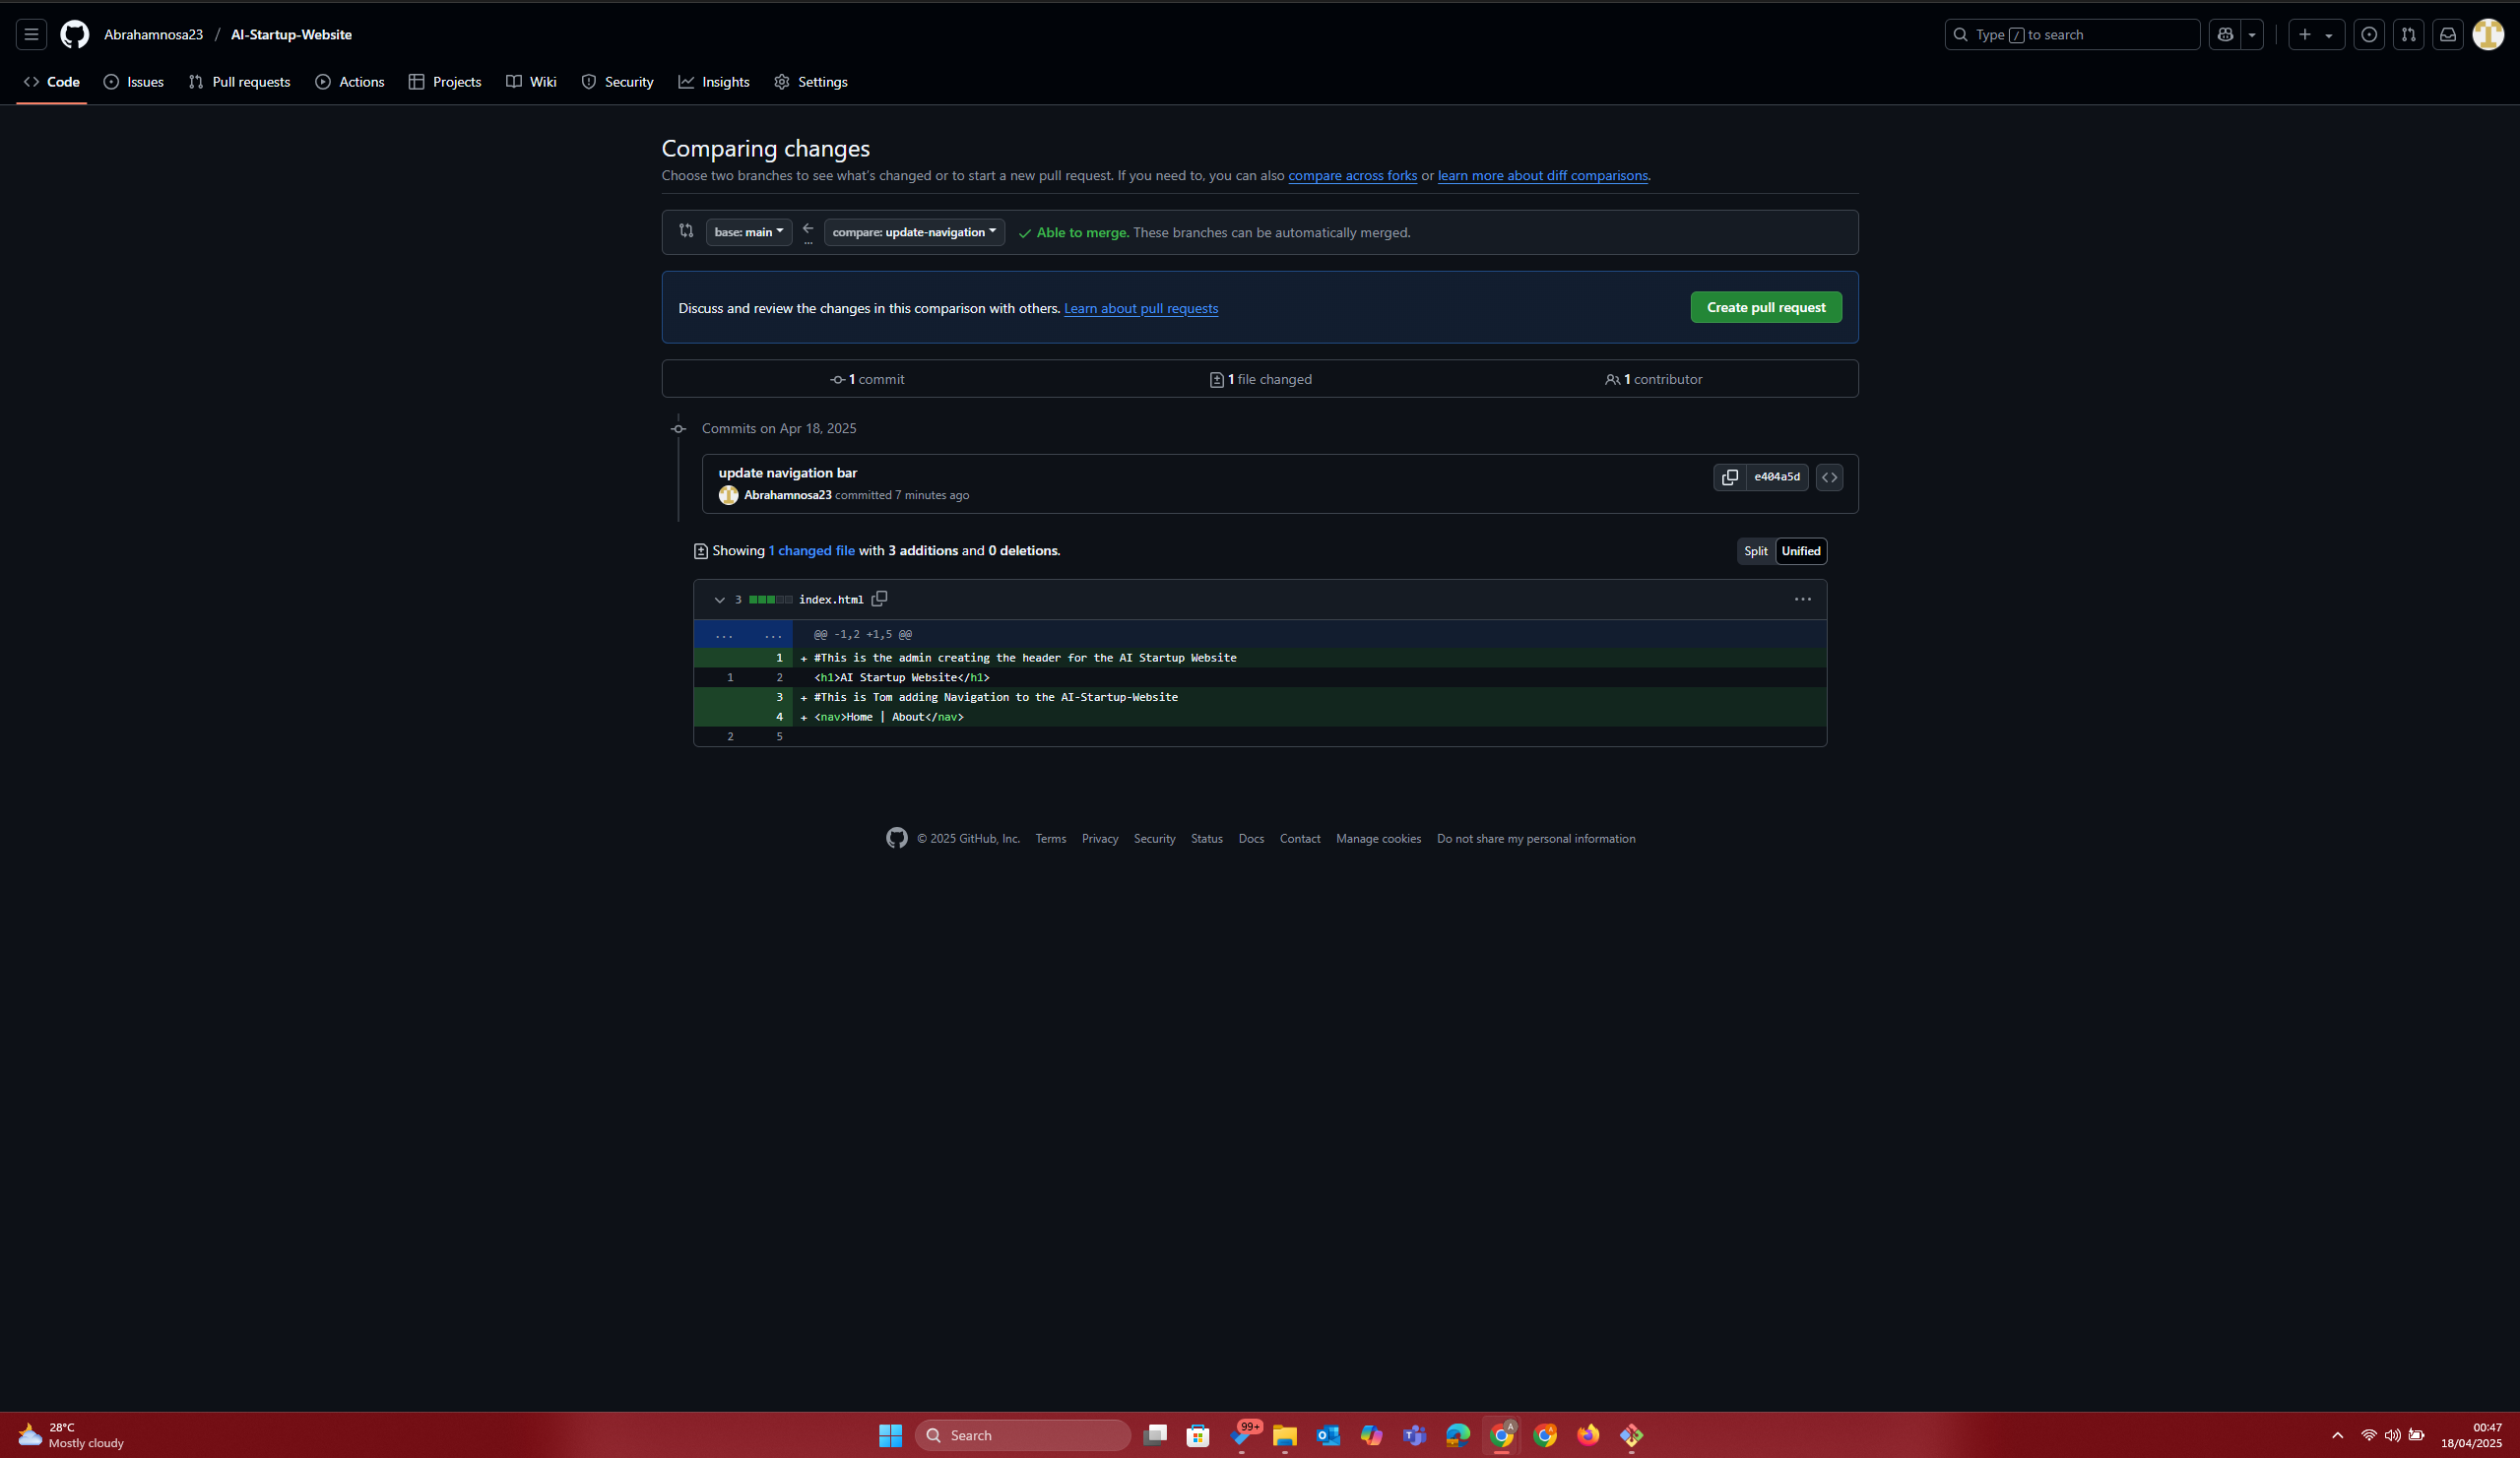 Abrahamnosa23 / AI-Startup-Website
Type / to search
Code Issues Pull requests Actions Projects Wiki Security Insights Settings
Comparing changes
Choose two branches to see what's changed or to start a new pull request. If you need to, you can also compare across forks or learn more about diff comparisons.
base: main ← ... compare: update-navigation ✓ Able to merge. These branches can be automatically merged.
Discuss and review the changes in this comparison with others. Learn about pull requests
Create pull request
1 commit 1 file changed 1 contributor
Commits on Apr 18, 2025
update navigation bar
Abrahamnosa23 committed 7 minutes ago
e404a5d
Showing 1 changed file with 3 additions and 0 deletions.
Split Unified
3 index.html ...
... ... @@ -1,2 +1,5 @@
1 + #This is the admin creating the header for the AI Startup Website
1 2 <h1>AI Startup Website</h1>
3 + #This is Tom adding Navigation to the AI-Startup-Website
4 + <nav>Home | About</nav>
2 5
© 2025 GitHub, Inc. Terms Privacy Security Status Docs Contact Manage cookies Do not share my personal information
28°C
Mostly cloudy
Search
99+
00:47
18/04/2025